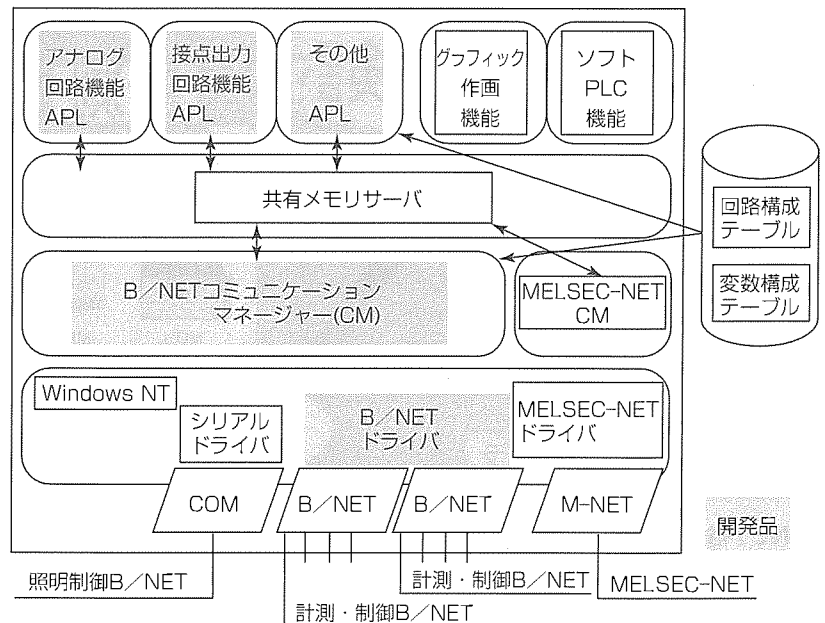 アナログ
回路機能
APL
接点出力
回路機能
APL
その他
APL
グラフィック
作画
機能
ソフト
PLC
機能
共有メモリサーバ
回路構成
テーブル
変数構成
テーブル
B/NETコミュニケーション
マネージャー(CM)
MELSEC-NET
CM
Windows NT
シリアル
ドライバ
B/NET
ドライバ
MELSEC-NET
ドライバ
COM
B/NET
B/NET
M-NET
開発品
照明制御B/NET
計測・制御B/NET
計測・制御B/NET
MELSEC-NET